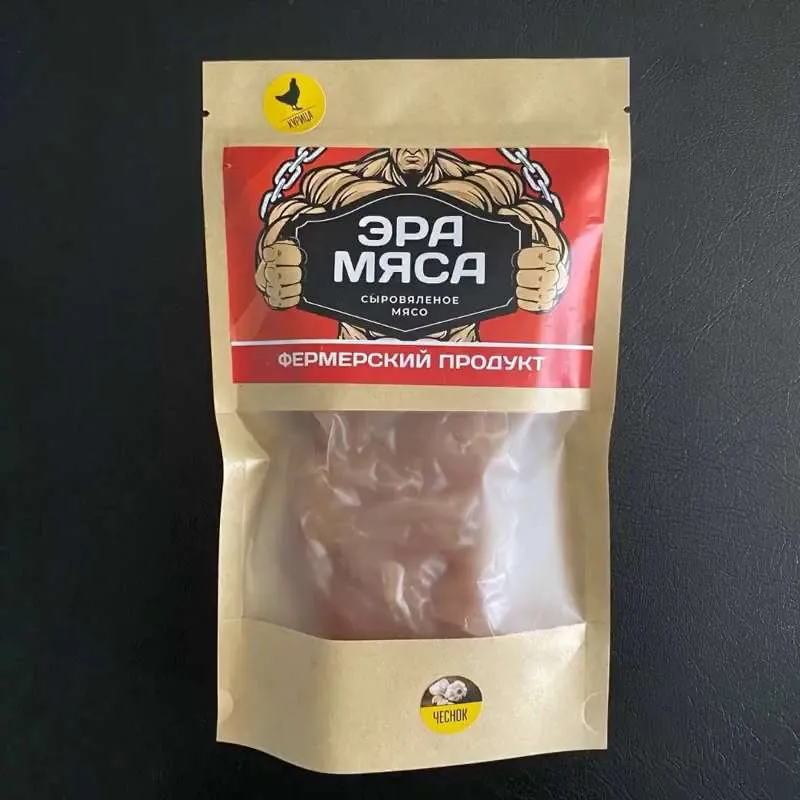 КУРИЦА
ЭРА
МЯСА
СЫРОВЯЛЕНОЕ
МЯСО
ФЕРМЕРСКИЙ ПРОДУКТ
ЧЕСНОК